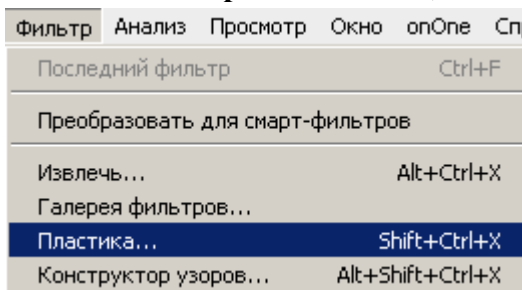 Фильтр Анализ Просмотр Окно onOne
Последний фильтр Ctrl+F
Преобразовать для смарт-фильтров
Извлечь... Alt+Ctrl+X
Галерея фильтров...
Пластика... Shift+Ctrl+X
Конструктор узоров... Alt+Shift+Ctrl+X